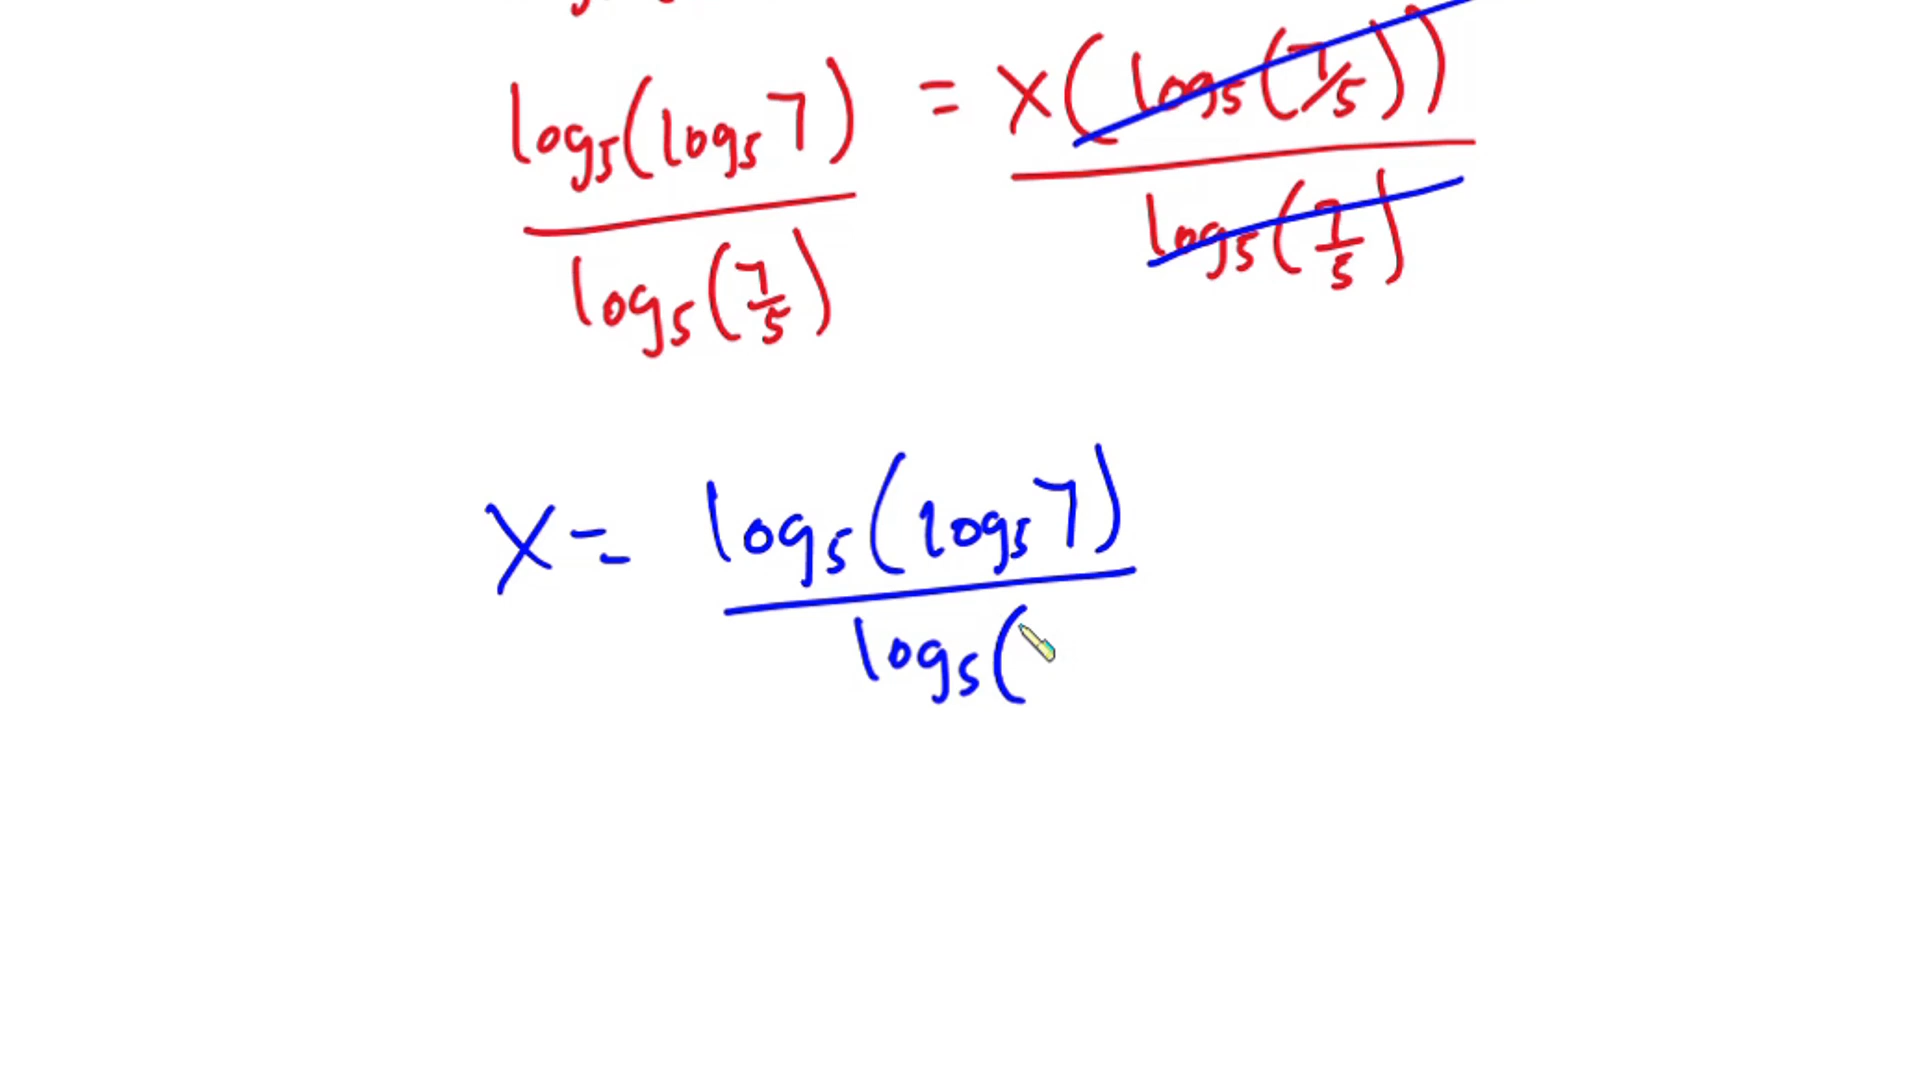 log₅(log₅ 7) / log₅(7/5) = x(log₅(7/5)) / log₅(7/5)
x = log₅(log₅ 7) / log₅(